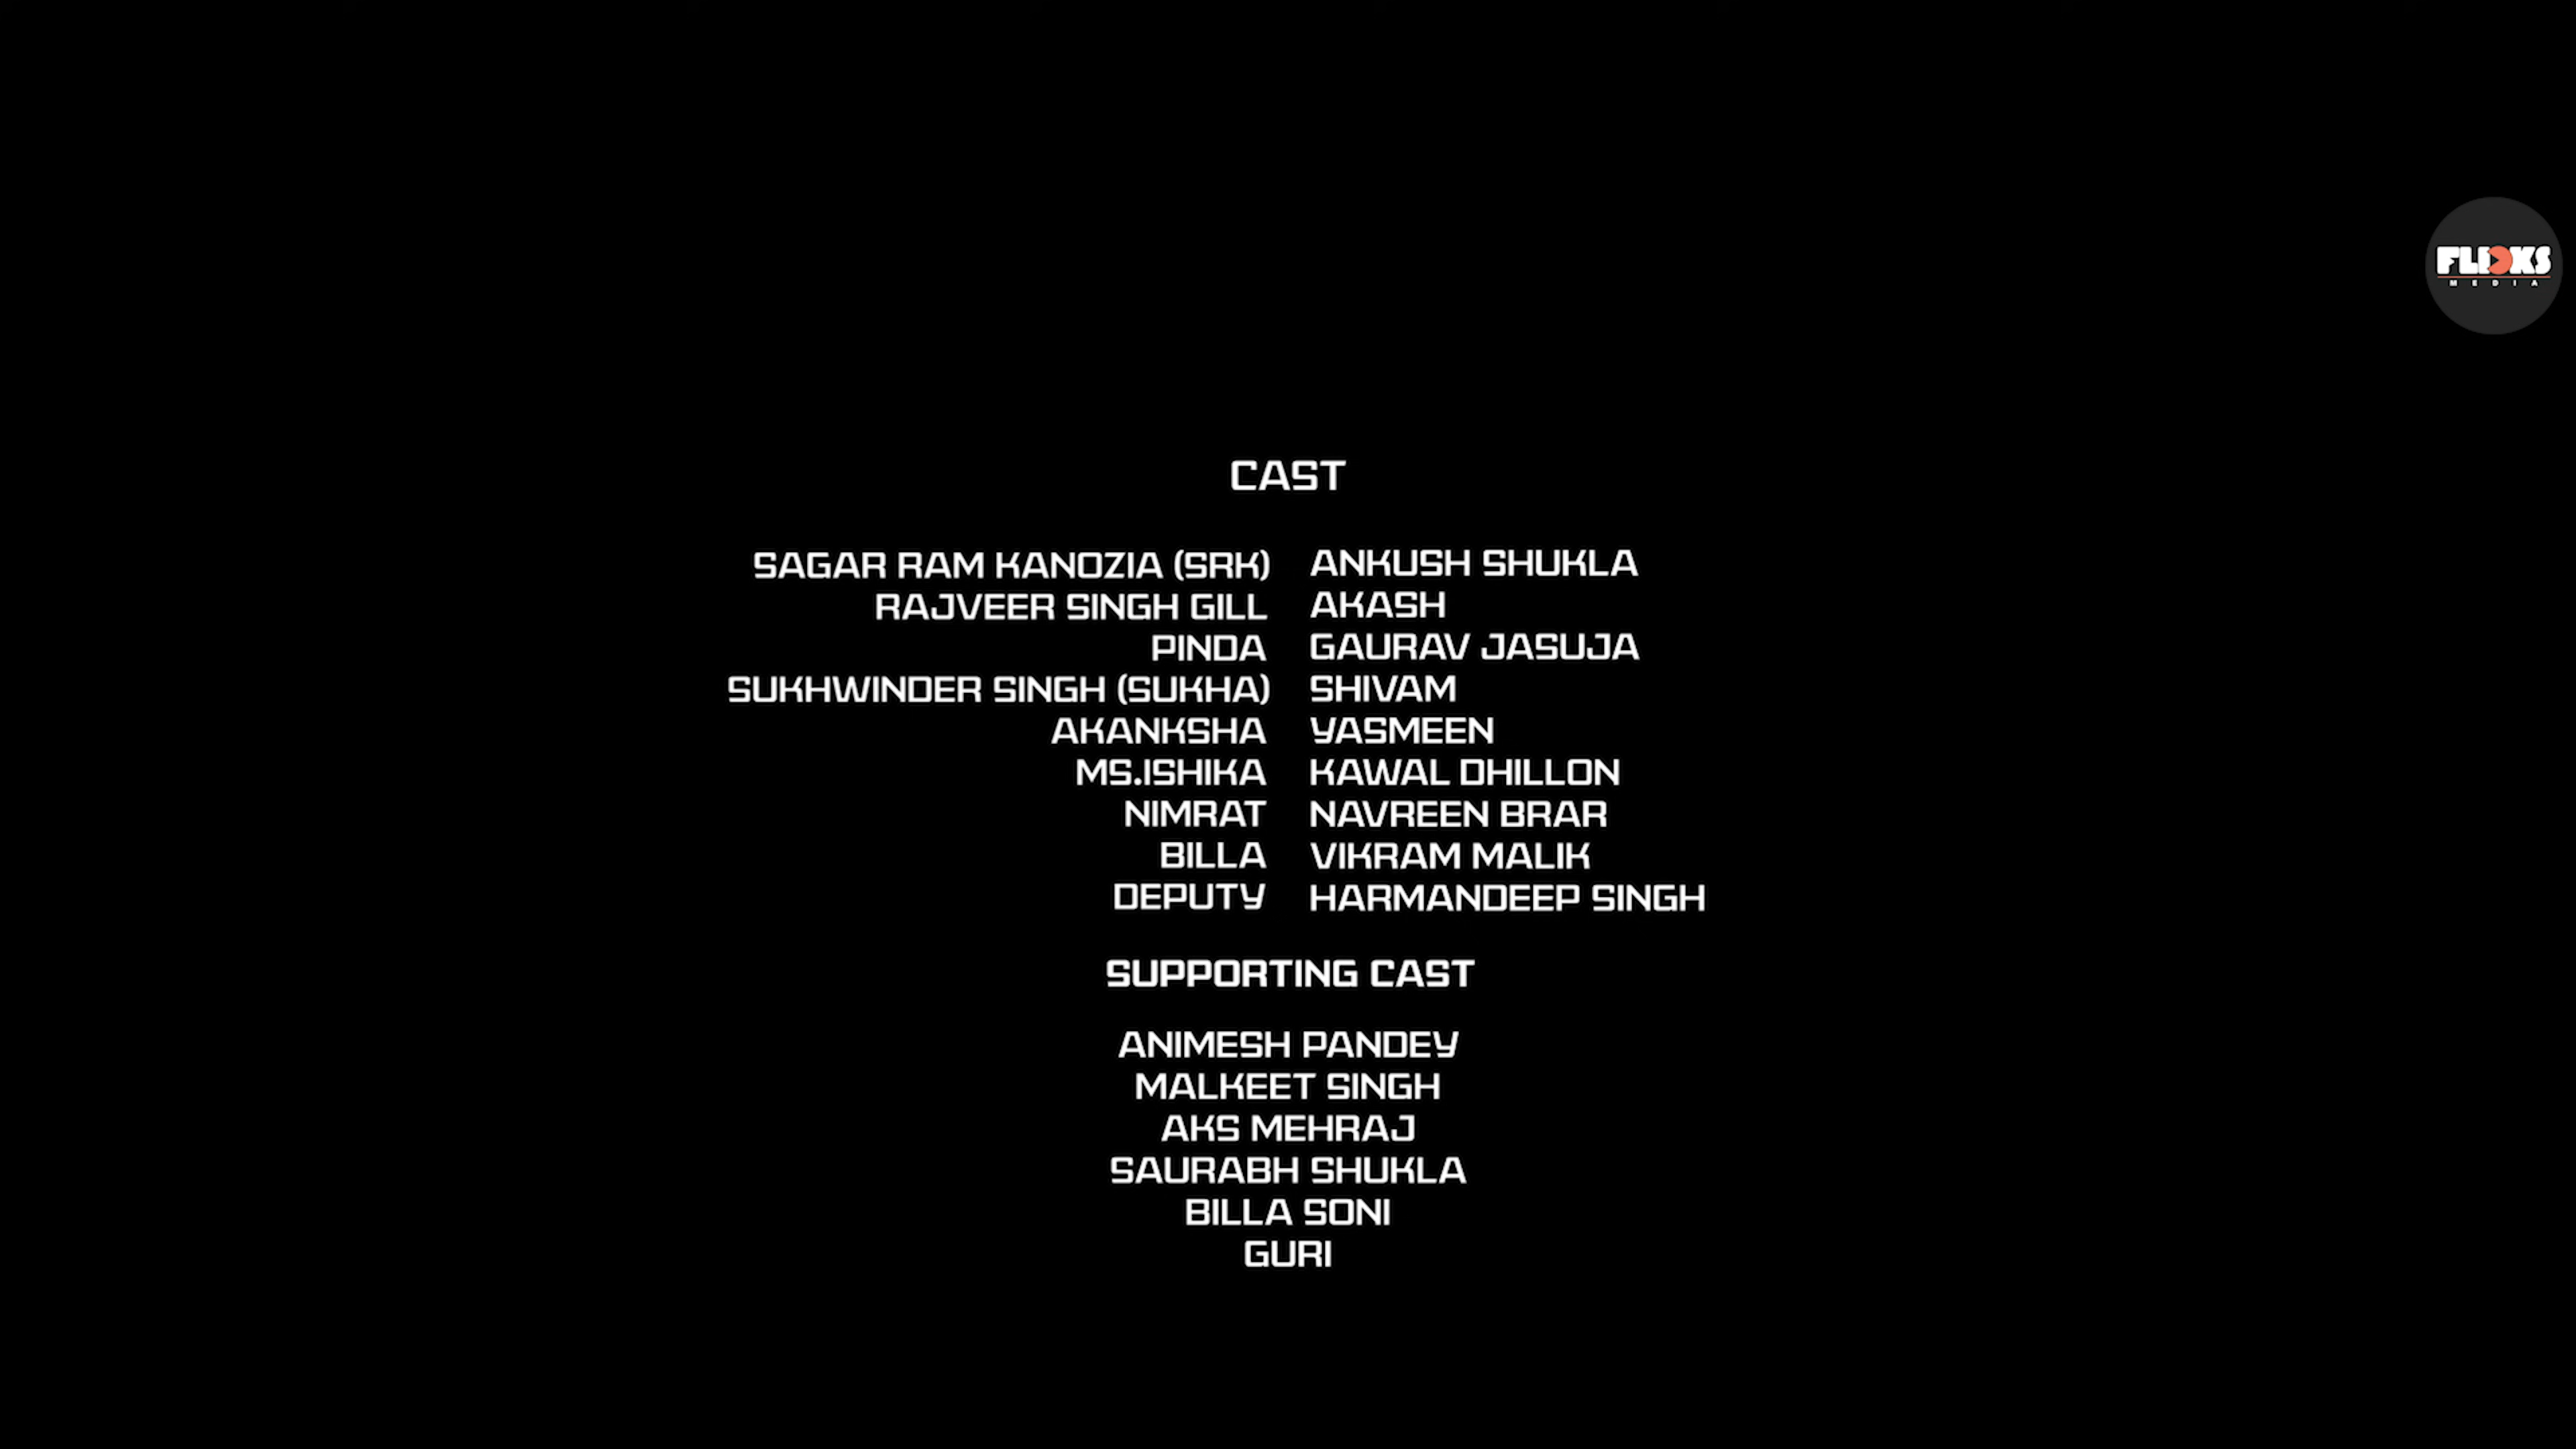 FLICKS
MEDIA
CAST
SAGAR RAM KANOZIA (SRK) ANKUSH SHUKLA
RAJVEER SINGH GILL AKASH
PINDA GAURAV JASUJA
SUKHWINDER SINGH (SUKHA) SHIVAM
AKANKSHA YASMEEN
MS.ISHIKA KAWAL DHILLON
NIMRAT NAVREEN BRAR
BILLA VIKRAM MALIK
DEPUTY HARMANDEEP SINGH
SUPPORTING CAST
ANIMESH PANDEY
MALKEET SINGH
AKS MEHRAJ
SAURABH SHUKLA
BILLA SONI
GURI